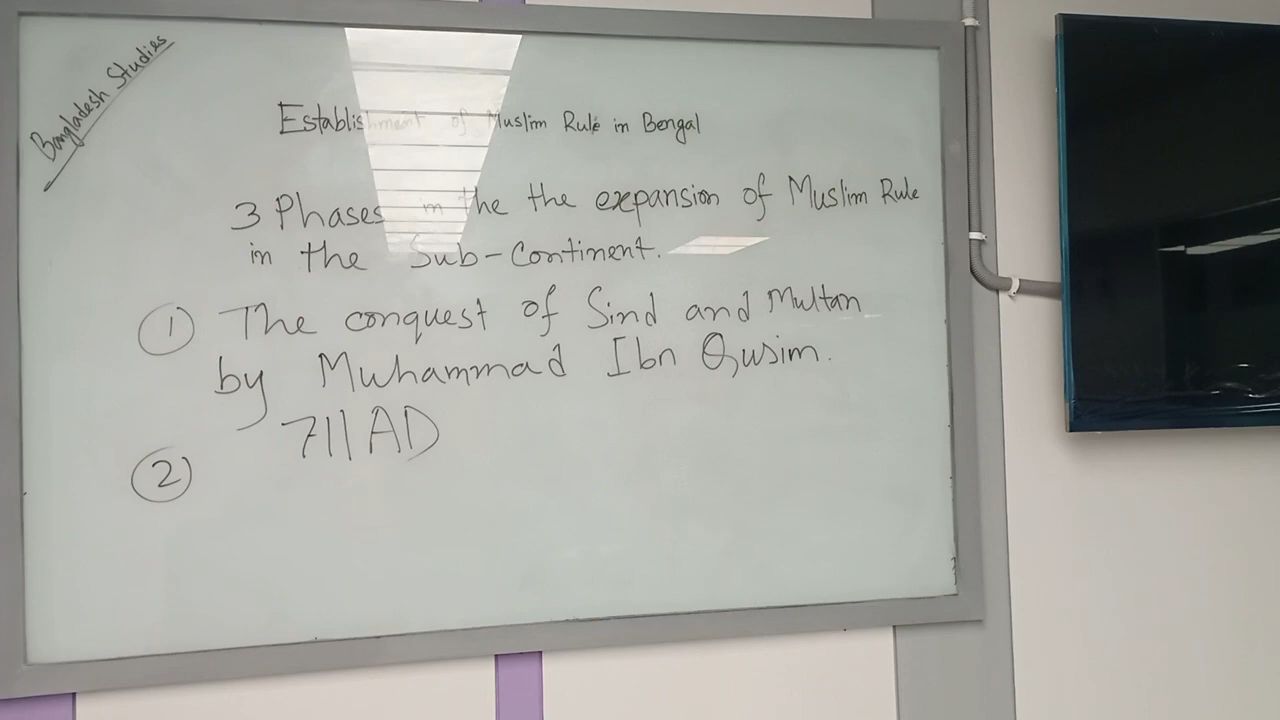 Bangladesh Studies
Establishment of Muslim Rule in Bengal
3 Phases in the the expansion of Muslim Rule
in the Sub-Continent.
① The conquest of Sind and Multan
by Muhammad Ibn Qusim.
711 AD
②